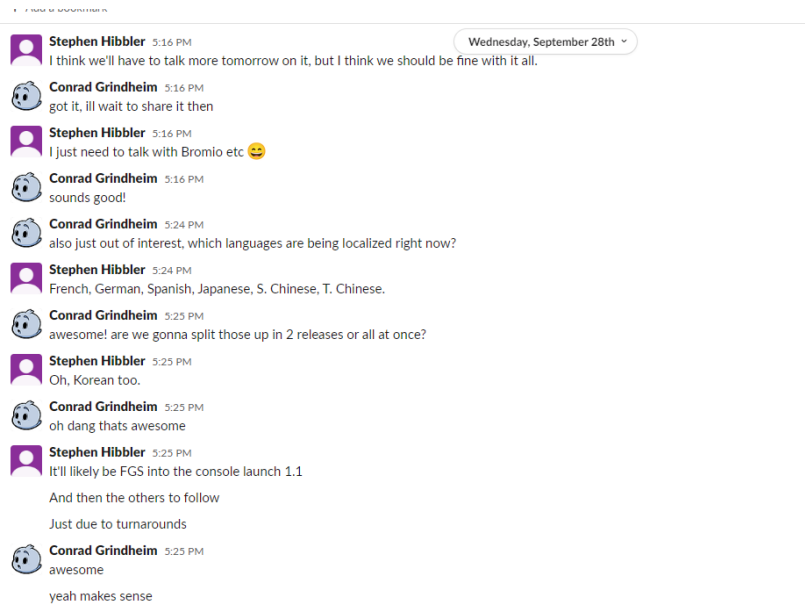 Add a bookmark
Wednesday, September 28th
Stephen Hibbler 5:16 PM
I think we'll have to talk more tomorrow on it, but I think we should be fine with it all.
Conrad Grindheim 5:16 PM
got it, ill wait to share it then
Stephen Hibbler 5:16 PM
I just need to talk with Bromio etc 😄
Conrad Grindheim 5:16 PM
sounds good!
Conrad Grindheim 5:24 PM
also just out of interest, which languages are being localized right now?
Stephen Hibbler 5:24 PM
French, German, Spanish, Japanese, S. Chinese, T. Chinese.
Conrad Grindheim 5:25 PM
awesome! are we gonna split those up in 2 releases or all at once?
Stephen Hibbler 5:25 PM
Oh, Korean too.
Conrad Grindheim 5:25 PM
oh dang thats awesome
Stephen Hibbler 5:25 PM
It'll likely be FGS into the console launch 1.1
And then the others to follow
Just due to turnarounds
Conrad Grindheim 5:25 PM
awesome
yeah makes sense